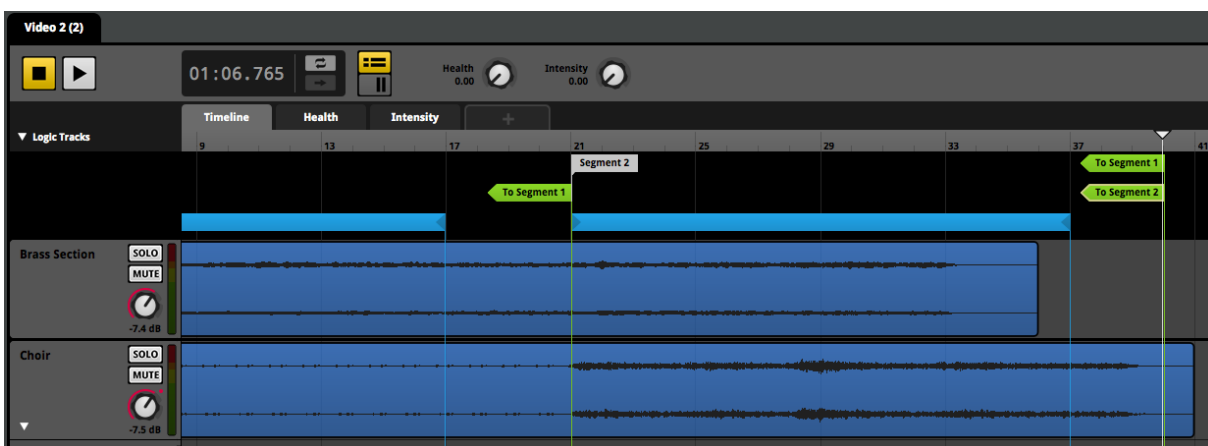 Video 2 (2)
01:06.765
Health
0.00
Intensity
0.00
Timeline
Health
Intensity
+
Logic Tracks
9
13
17
21
25
29
33
37
41
Segment 2
To Segment 1
To Segment 1
To Segment 2
Brass Section
SOLO
MUTE
-7.4 dB
Choir
SOLO
MUTE
-7.5 dB